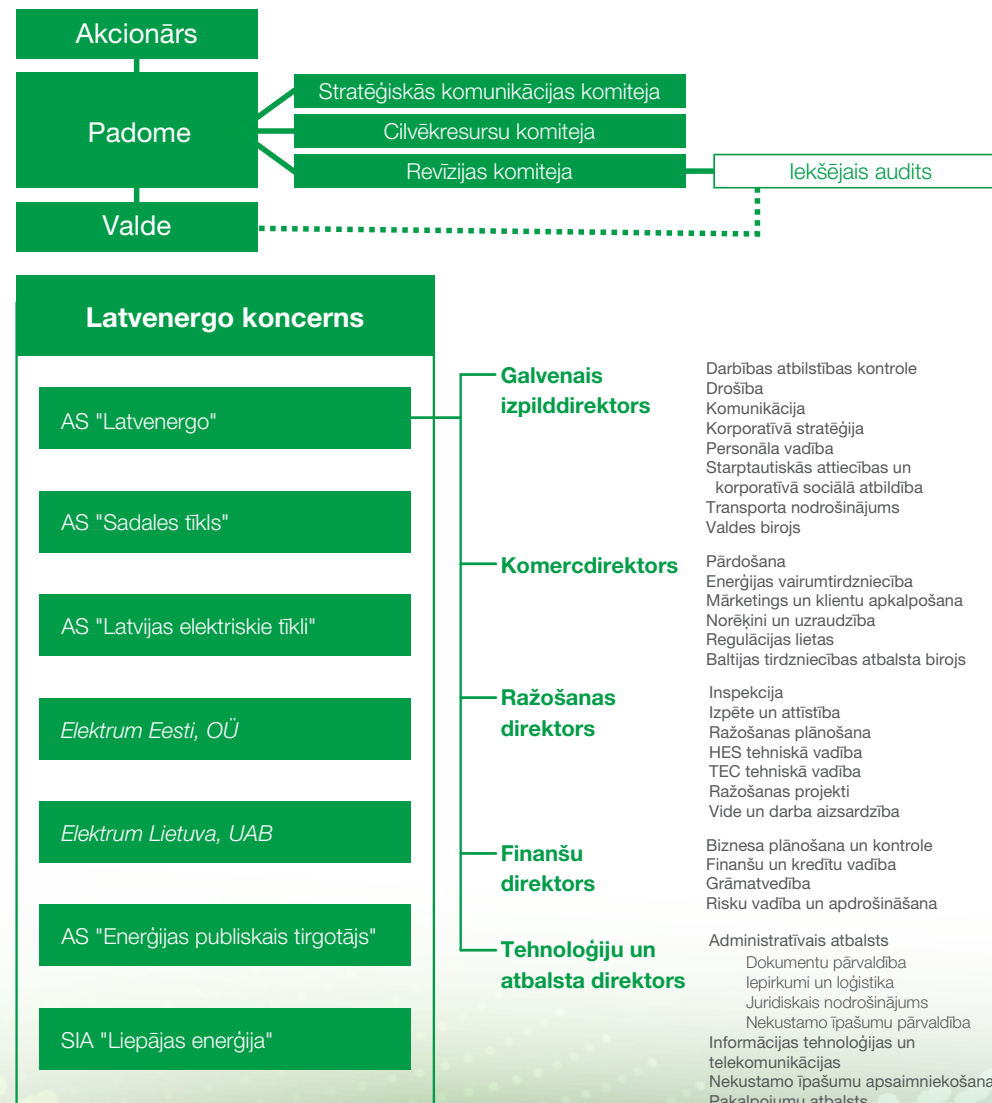 Akcionārs
Padome
Stratēģiskās komunikācijas komiteja
Cilvēkresursu komiteja
Revīzijas komiteja
Iekšējais audits
Valde
Latvenergo koncerns
AS "Latvenergo"
AS "Sadales tīkls"
AS "Latvijas elektriskie tīkli"
Elektrum Eesti, OÜ
Elektrum Lietuva, UAB
AS "Enerģijas publiskais tirgotājs"
SIA "Liepājas enerģija"
Galvenais
izpilddirektors
Darbības atbilstības kontrole
Drošība
Komunikācija
Korporatīvā stratēģija
Personāla vadība
Starptautiskās attiecības un
korporatīvā sociālā atbildība
Transporta nodrošinājums
Valdes birojs
Komercdirektors
Pārdošana
Enerģijas vairumtirdzniecība
Mārketings un klientu apkalpošana
Norēķini un uzraudzība
Regulācijas lietas
Baltijas tirdzniecības atbalsta birojs
Ražošanas
direktors
Inspekcija
Izpēte un attīstība
Ražošanas plānošana
HES tehniskā vadība
TEC tehniskā vadība
Ražošanas projekti
Vide un darba aizsardzība
Finanšu
direktors
Biznesa plānošana un kontrole
Finanšu un kredītu vadība
Grāmatvedība
Risku vadība un apdrošināšana
Tehnoloģiju un
atbalsta direktors
Administratīvais atbalsts
Dokumentu pārvaldība
Iepirkumi un loģistika
Juridiskais nodrošinājums
Nekustamo īpašumu pārvaldība
Informācijas tehnoloģijas un
telekomunikācijas
Nekustamo īpašumu apsaimniekošana
Pakalpojumu atbalsts